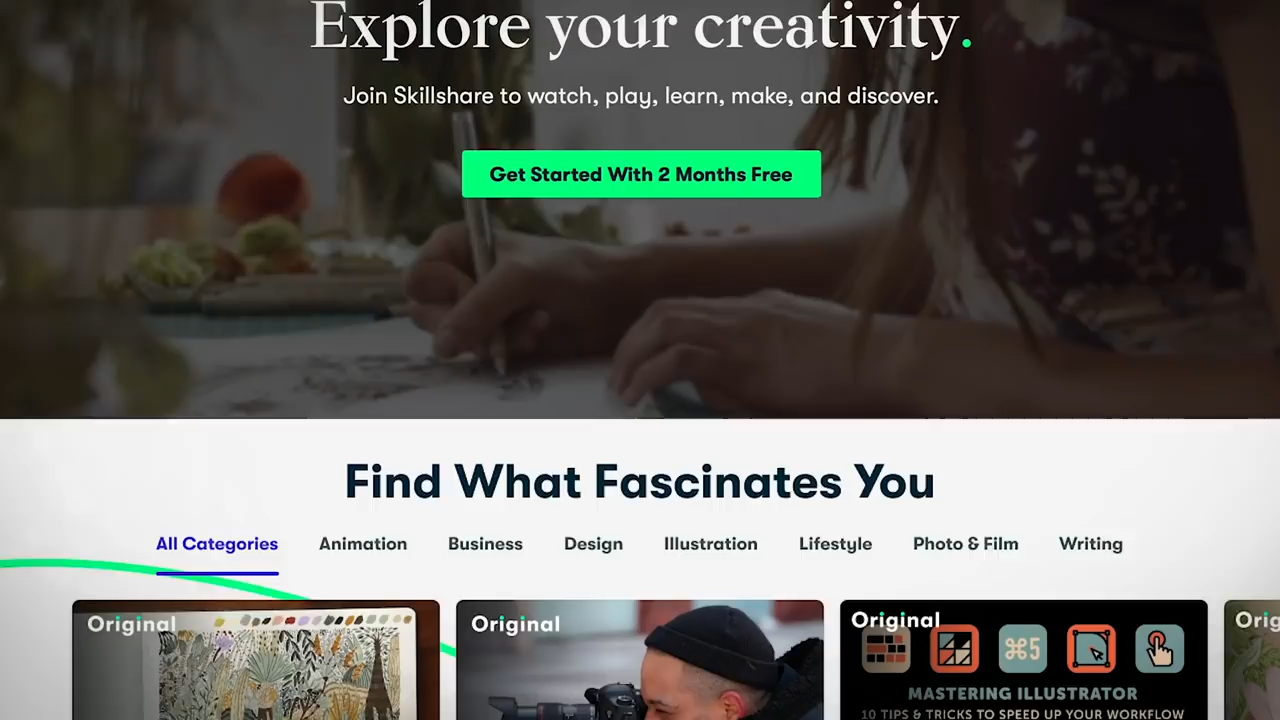 Explore your creativity.
Join Skillshare to watch, play, learn, make, and discover.
Get Started With 2 Months Free
Find What Fascinates You
All Categories Animation Business Design Illustration Lifestyle Photo & Film Writing
Original Original Original Orig
⌘5
MASTERING ILLUSTRATOR
10 TIPS & TRICKS TO SPEED UP YOUR WORKFLOW